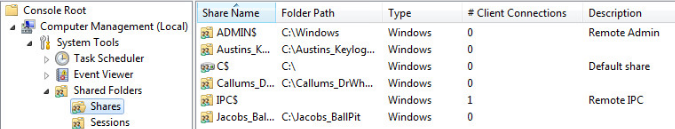 Console Root
Computer Management (Local)
System Tools
Task Scheduler
Event Viewer
Shared Folders
Shares
Sessions
Share Name Folder Path Type # Client Connections Description
ADMIN$ C:\Windows Windows 0 Remote Admin
Austins_K... C:\Austins_Keylog... Windows 0
C$ C:\ Windows 0 Default share
Callums_D... C:\Callums_DrWh... Windows 0
IPC$ Windows 1 Remote IPC
Jacobs_Bal... C:\Jacobs_BallPit Windows 0